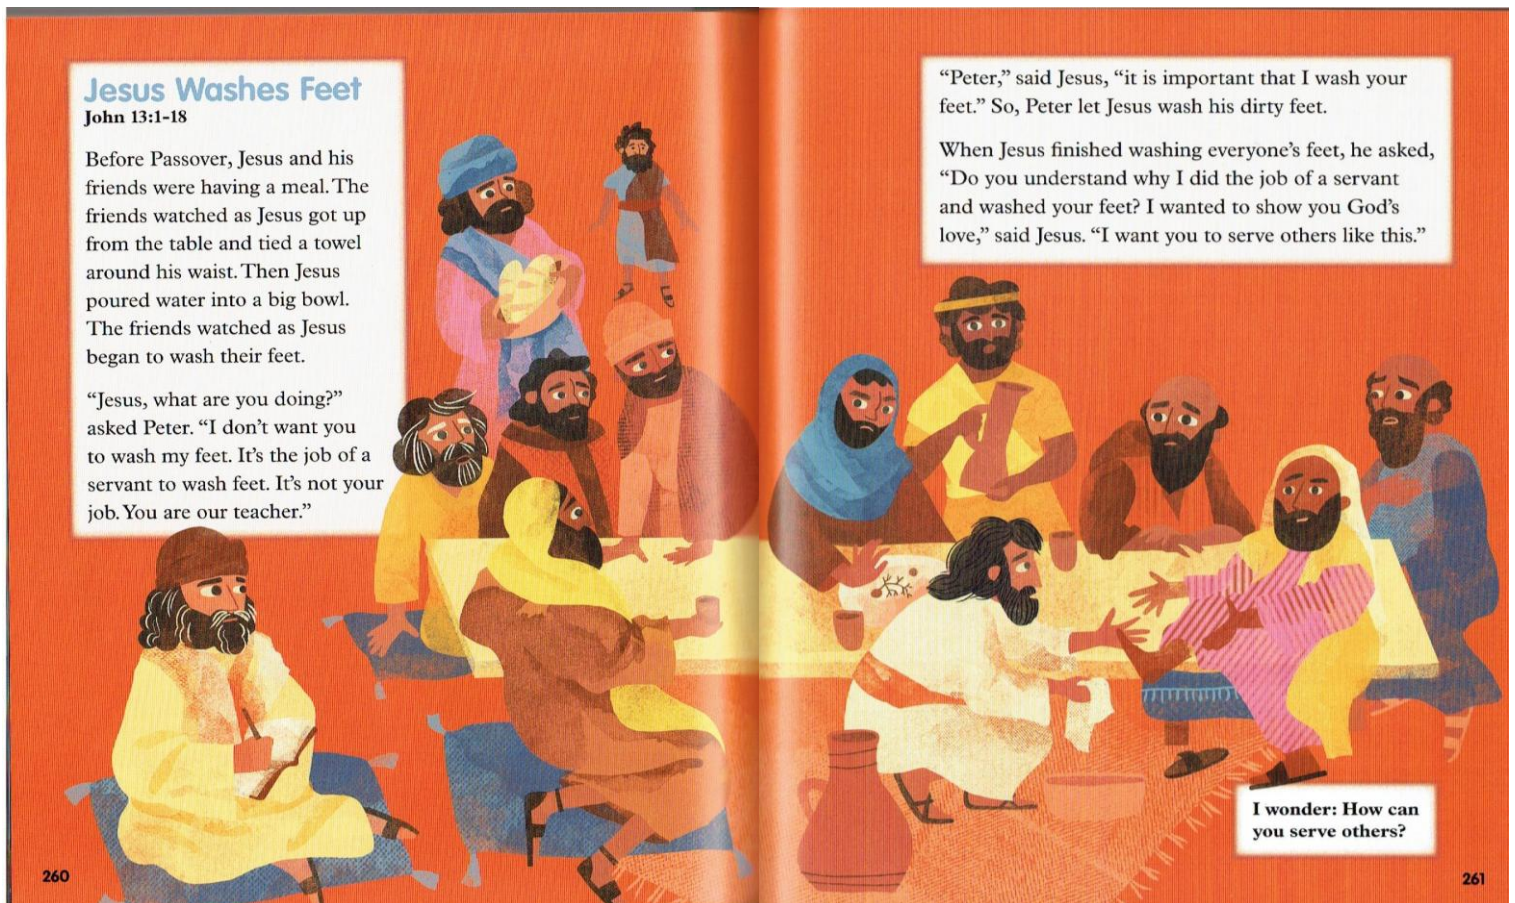 Jesus Washes Feet
John 13:1-18
Before Passover, Jesus and his
friends were having a meal. The
friends watched as Jesus got up
from the table and tied a towel
around his waist. Then Jesus
poured water into a big bowl.
The friends watched as Jesus
began to wash their feet.
“Jesus, what are you doing?”
asked Peter. “I don’t want you
to wash my feet. It’s the job of a
servant to wash feet. It’s not your
job. You are our teacher.”
260
“Peter,” said Jesus, “it is important that I wash your
feet.” So, Peter let Jesus wash his dirty feet.
When Jesus finished washing everyone’s feet, he asked,
“Do you understand why I did the job of a servant
and washed your feet? I wanted to show you God’s
love,” said Jesus. “I want you to serve others like this.”
I wonder: How can
you serve others?
261